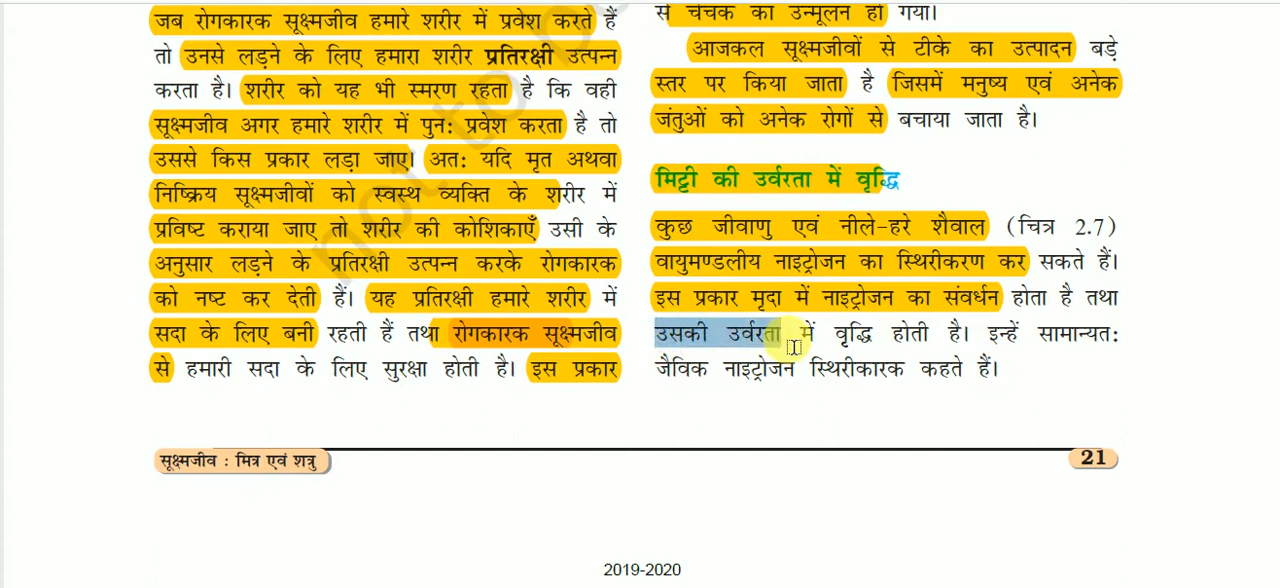 जब रोगकारक सूक्ष्मजीव हमारे शरीर में प्रवेश करते हैं
तो उनसे लड़ने के लिए हमारा शरीर प्रतिरक्षी उत्पन्न
करता है। शरीर को यह भी स्मरण रहता है कि वही
सूक्ष्मजीव अगर हमारे शरीर में पुन: प्रवेश करता है तो
उससे किस प्रकार लड़ा जाए। अत: यदि मृत अथवा
निष्क्रिय सूक्ष्मजीवों को स्वस्थ व्यक्ति के शरीर में
प्रविष्ट कराया जाए तो शरीर की कोशिकाएँ उसी के
अनुसार लड़ने के प्रतिरक्षी उत्पन्न करके रोगकारक
को नष्ट कर देती हैं। यह प्रतिरक्षी हमारे शरीर में
सदा के लिए बनी रहती हैं तथा रोगकारक सूक्ष्मजीव
से हमारी सदा के लिए सुरक्षा होती है। इस प्रकार
से चेचक का उन्मूलन हो गया।
आजकल सूक्ष्मजीवों से टीके का उत्पादन बड़े
स्तर पर किया जाता है जिसमें मनुष्य एवं अनेक
जंतुओं को अनेक रोगों से बचाया जाता है।
मिट्टी की उर्वरता में वृद्धि
कुछ जीवाणु एवं नीले-हरे शैवाल (चित्र 2.7)
वायुमण्डलीय नाइट्रोजन का स्थिरीकरण कर सकते हैं।
इस प्रकार मृदा में नाइट्रोजन का संवर्धन होता है तथा
उसकी उर्वरता में वृद्धि होती है। इन्हें सामान्यत:
जैविक नाइट्रोजन स्थिरीकारक कहते हैं।
सूक्ष्मजीव : मित्र एवं शत्रु
21
2019-2020
not to